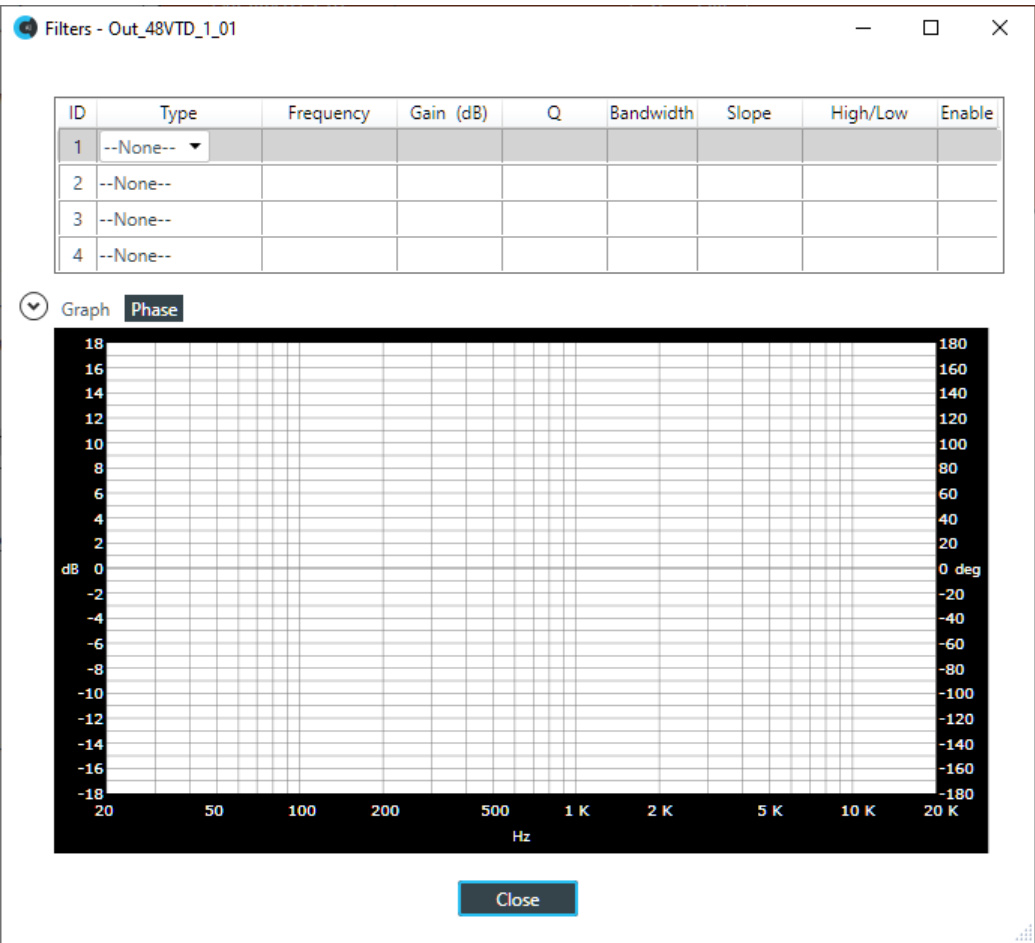 Filters - Out_48VTD_1_01
ID Type Frequency Gain (dB) Q Bandwidth Slope High/Low Enable
1 --None--
2 --None--
3 --None--
4 --None--
Graph Phase
18 180
16 160
14 140
12 120
10 100
8 80
6 60
4 40
2 20
dB 0 0 deg
-2 -20
-4 -40
-6 -60
-8 -80
-10 -100
-12 -120
-14 -140
-16 -160
-18 -180
20 50 100 200 500 1 K 2 K 5 K 10 K 20 K
Hz
Close